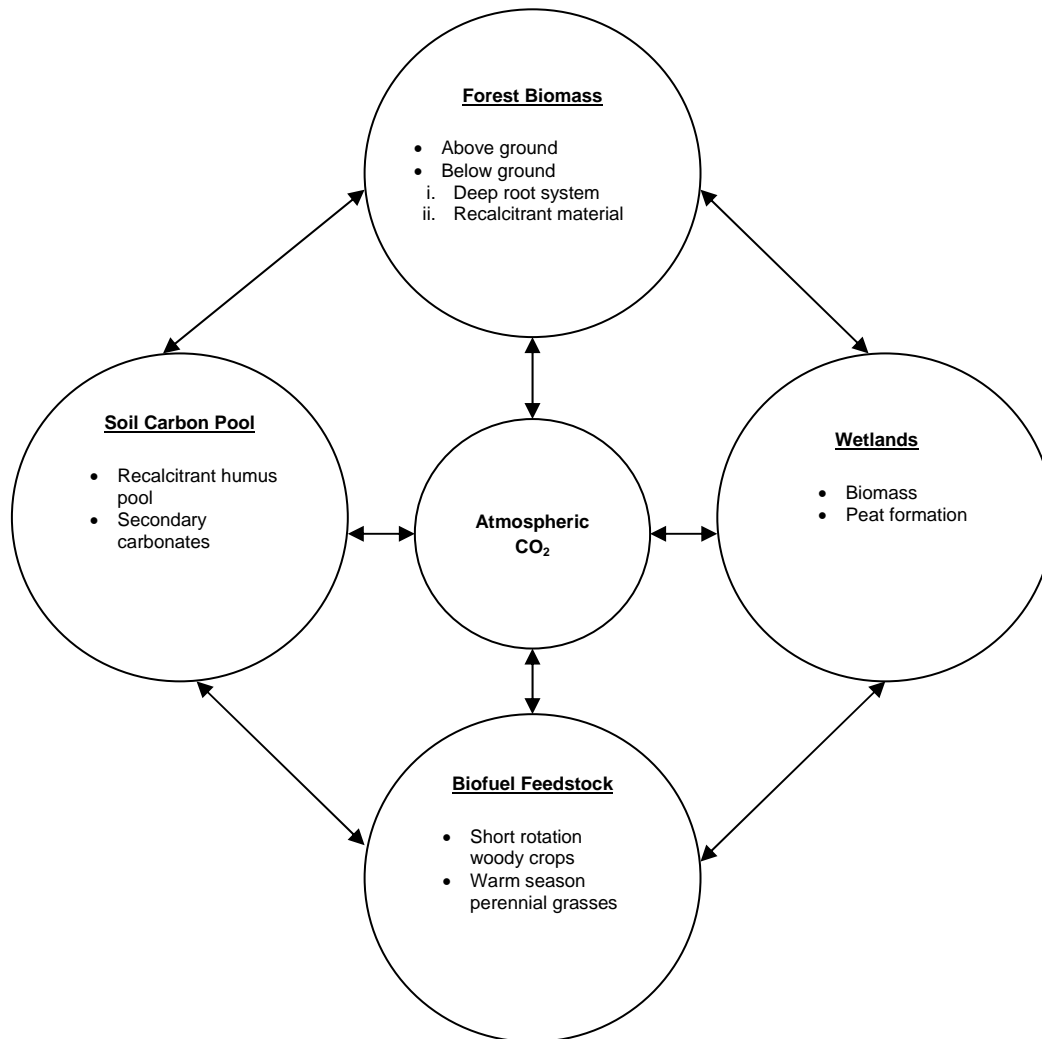 Forest Biomass
• Above ground
• Below ground
i. Deep root system
ii. Recalcitrant material
Soil Carbon Pool
• Recalcitrant humus
pool
• Secondary
carbonates
Atmospheric
CO₂
Wetlands
• Biomass
• Peat formation
Biofuel Feedstock
• Short rotation
woody crops
• Warm season
perennial grasses